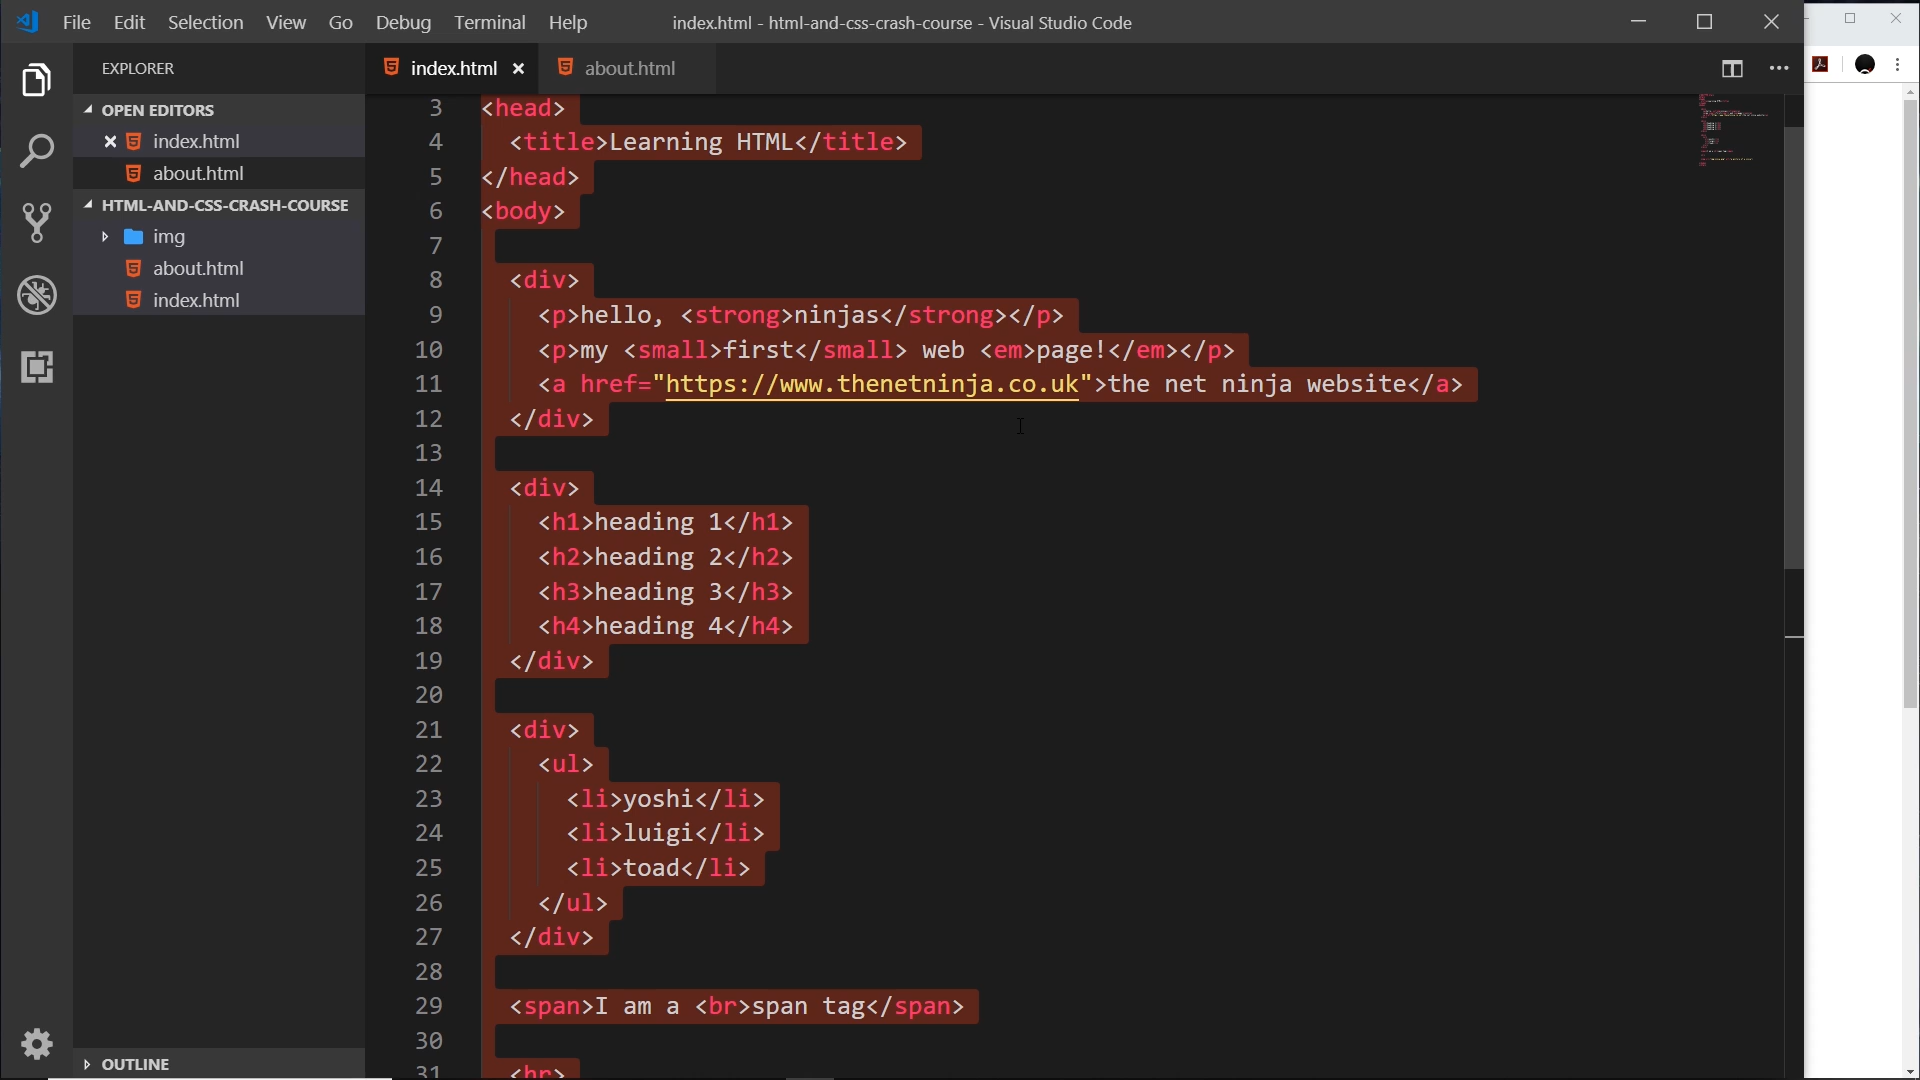 File Edit Selection View Go Debug Terminal Help index.html - html-and-css-crash-course - Visual Studio Code
EXPLORER
OPEN EDITORS
index.html
about.html
HTML-AND-CSS-CRASH-COURSE
img
about.html
index.html
OUTLINE
index.html about.html
3 <head>
4 <title>Learning HTML</title>
5 </head>
6 <body>
7
8 <div>
9 <p>hello, <strong>ninjas</strong></p>
10 <p>my <small>first</small> web <em>page!</em></p>
11 <a href="https://www.thenetninja.co.uk">the net ninja website</a>
12 </div>
13
14 <div>
15 <h1>heading 1</h1>
16 <h2>heading 2</h2>
17 <h3>heading 3</h3>
18 <h4>heading 4</h4>
19 </div>
20
21 <div>
22 <ul>
23 <li>yoshi</li>
24 <li>luigi</li>
25 <li>toad</li>
26 </ul>
27 </div>
28
29 <span>I am a <br>span tag</span>
30
31 <hr>